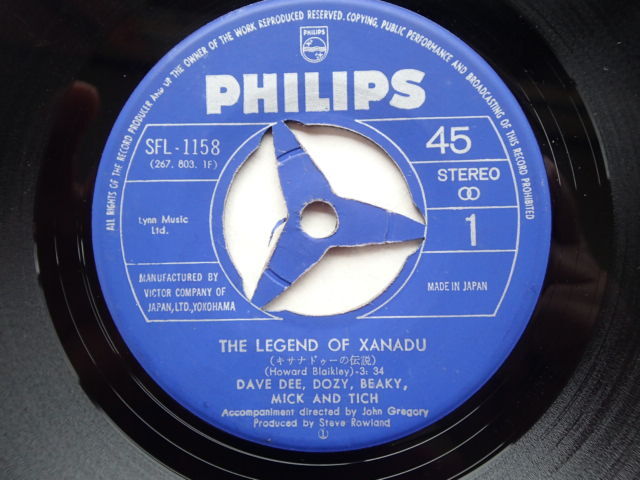 ALL RIGHTS OF THE RECORD PRODUCER AND OF THE OWNER OF THE WORK REPRODUCED RESERVED. COPYING, PUBLIC PERFORMANCE AND BROADCASTING OF THIS RECORD PROHIBITED
PHILIPS
PHILIPS
SFL-1158
(267. 803. 1F)
45
STEREO
1
Lynn Music
Ltd.
MANUFACTURED BY
VICTOR COMPANY OF
JAPAN, LTD., YOKOHAMA
MADE IN JAPAN
THE LEGEND OF XANADU
(キサナドゥーの伝説)
(Howard Blaikley)-3: 34
DAVE DEE, DOZY, BEAKY,
MICK AND TICH
Accompaniment directed by John Gregory
Produced by Steve Rowland